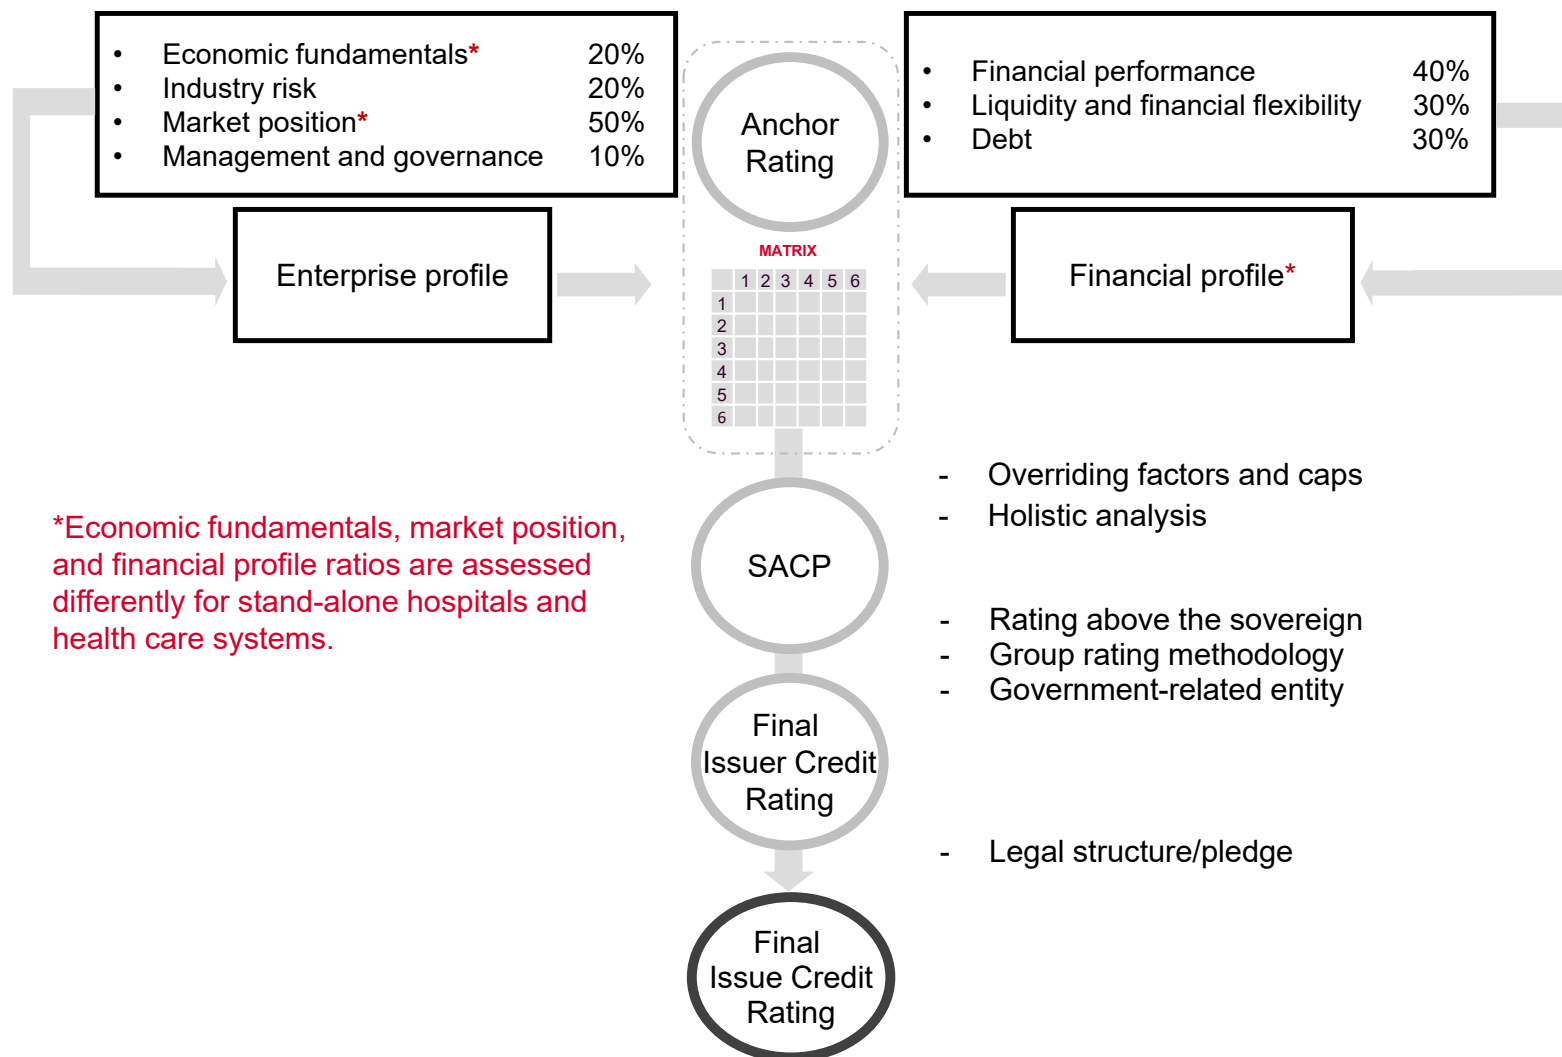 • Economic fundamentals* 20%
• Industry risk 20%
• Market position* 50%
• Management and governance 10%
Anchor
Rating
• Financial performance 40%
• Liquidity and financial flexibility 30%
• Debt 30%
Enterprise profile
MATRIX
1 2 3 4 5 6
1
2
3
4
5
6
Financial profile*
- Overriding factors and caps
- Holistic analysis
*Economic fundamentals, market position,
and financial profile ratios are assessed
differently for stand-alone hospitals and
health care systems.
SACP
- Rating above the sovereign
- Group rating methodology
- Government-related entity
Final
Issuer Credit
Rating
- Legal structure/pledge
Final
Issue Credit
Rating